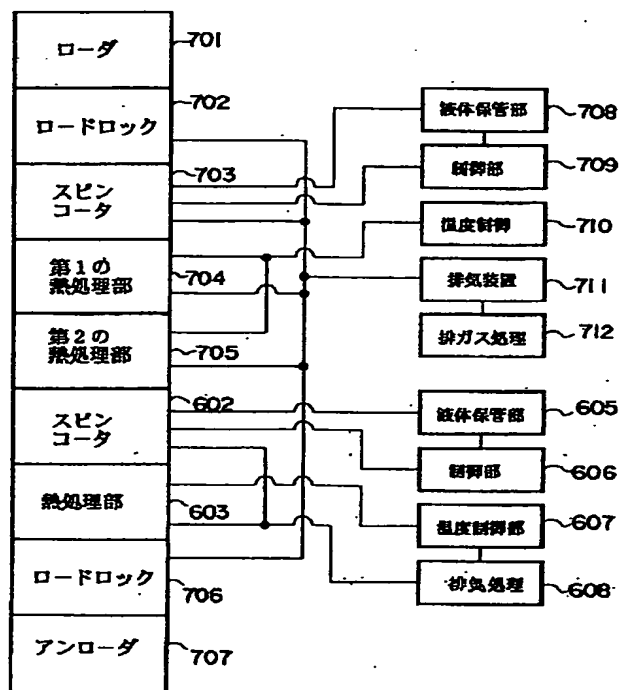 ローダ
701
ロードロック
702
スピン
コータ
703
第1の
熱処理部
704
第2の
熱処理部
705
スピン
コータ
602
熱処理部
603
ロードロック
706
アンローダ
707
液体保管部
708
制御部
709
温度制御
710
排気装置
711
排ガス処理
712
液体保管部
605
制御部
606
温度制御部
607
排気処理
608